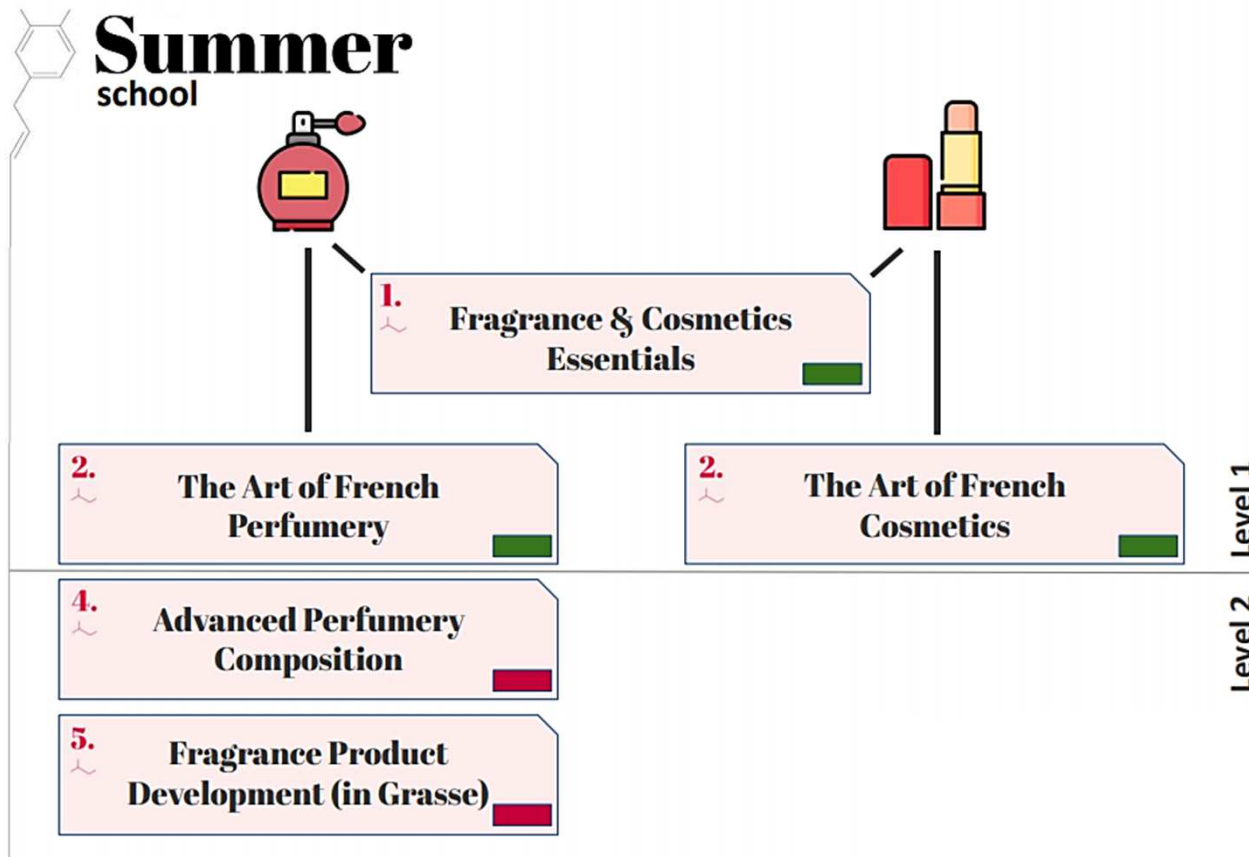 Summer
school
1.
Fragrance & Cosmetics
Essentials
2.
The Art of French
Perfumery
2.
The Art of French
Cosmetics
Level 1
4.
Advanced Perfumery
Composition
Level 2
5.
Fragrance Product
Development (in Grasse)